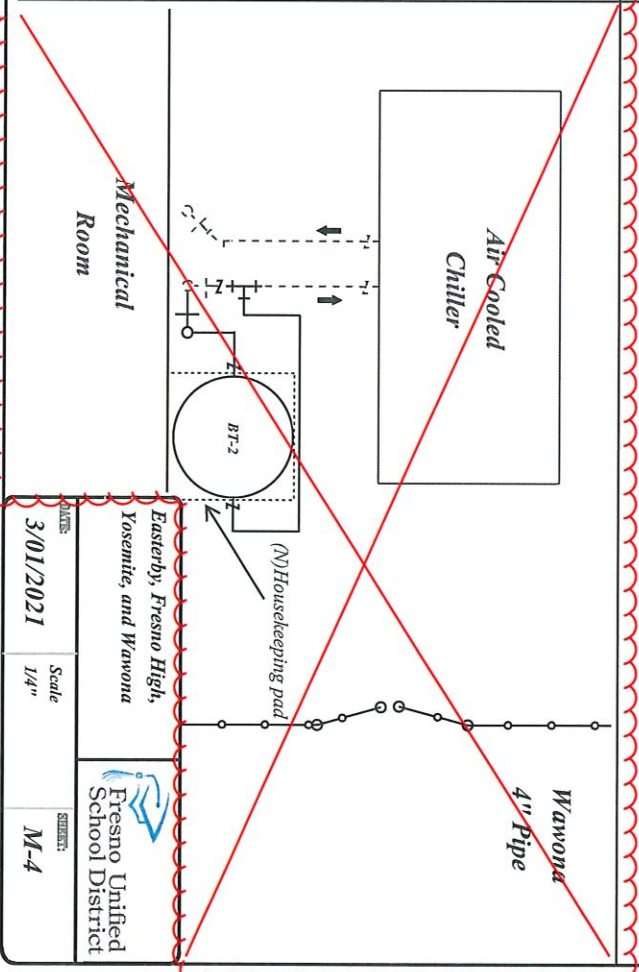 Air Cooled
Chiller
Wawona
4" Pipe
Mechanical
Room
BT-2
(N)Housekeeping pad
Easterby, Fresno High,
Yosemite, and Wawona
Fresno Unified
School District
DATE:
3/01/2021
Scale
1/4"
SHEET:
M-4